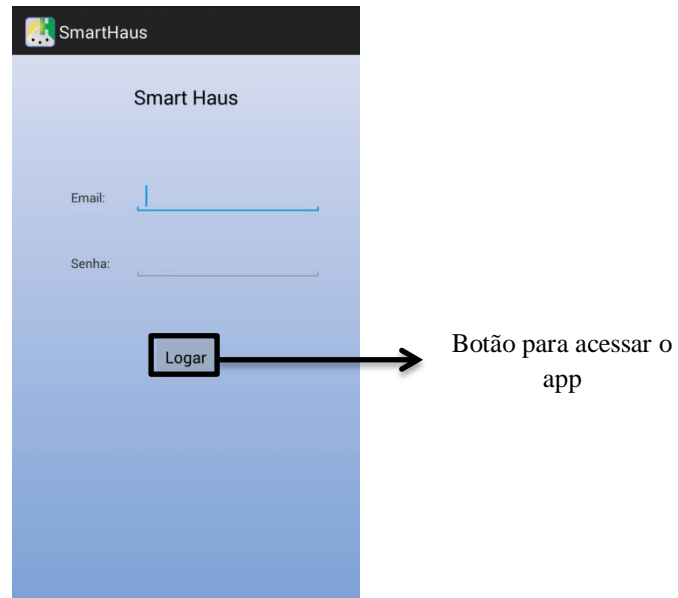 SmartHaus
Smart Haus
Email:
Senha:
Logar
Botão para acessar o
app